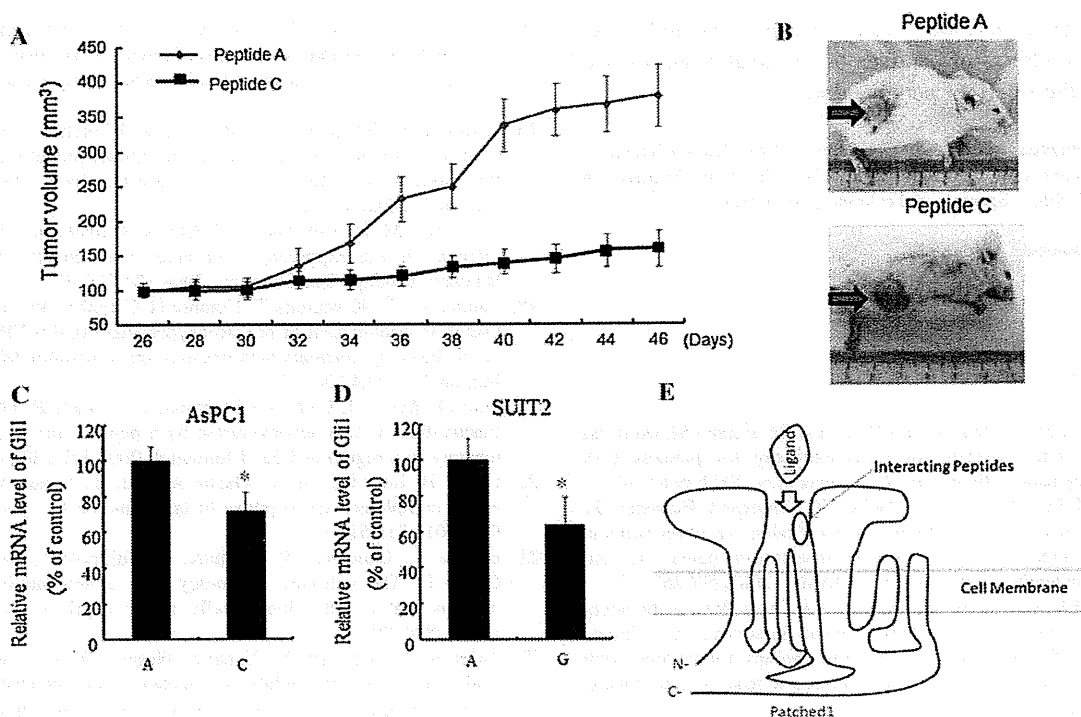 A
Tumor volume (mm³)
450
400
350
300
250
200
150
100
50
Peptide A
Peptide C
26 28 30 32 34 36 38 40 42 44 46 (Days)
B
Peptide A
Peptide C
C
AsPC1
Relative mRNA level of Gli1
(% of control)
120
100
80
60
40
20
0
*
A C
D
SUIT2
Relative mRNA level of Gli1
(% of control)
120
100
80
60
40
20
0
*
A G
E
Ligand
Interacting Peptides
Cell Membrane
N-
C-
Patched1